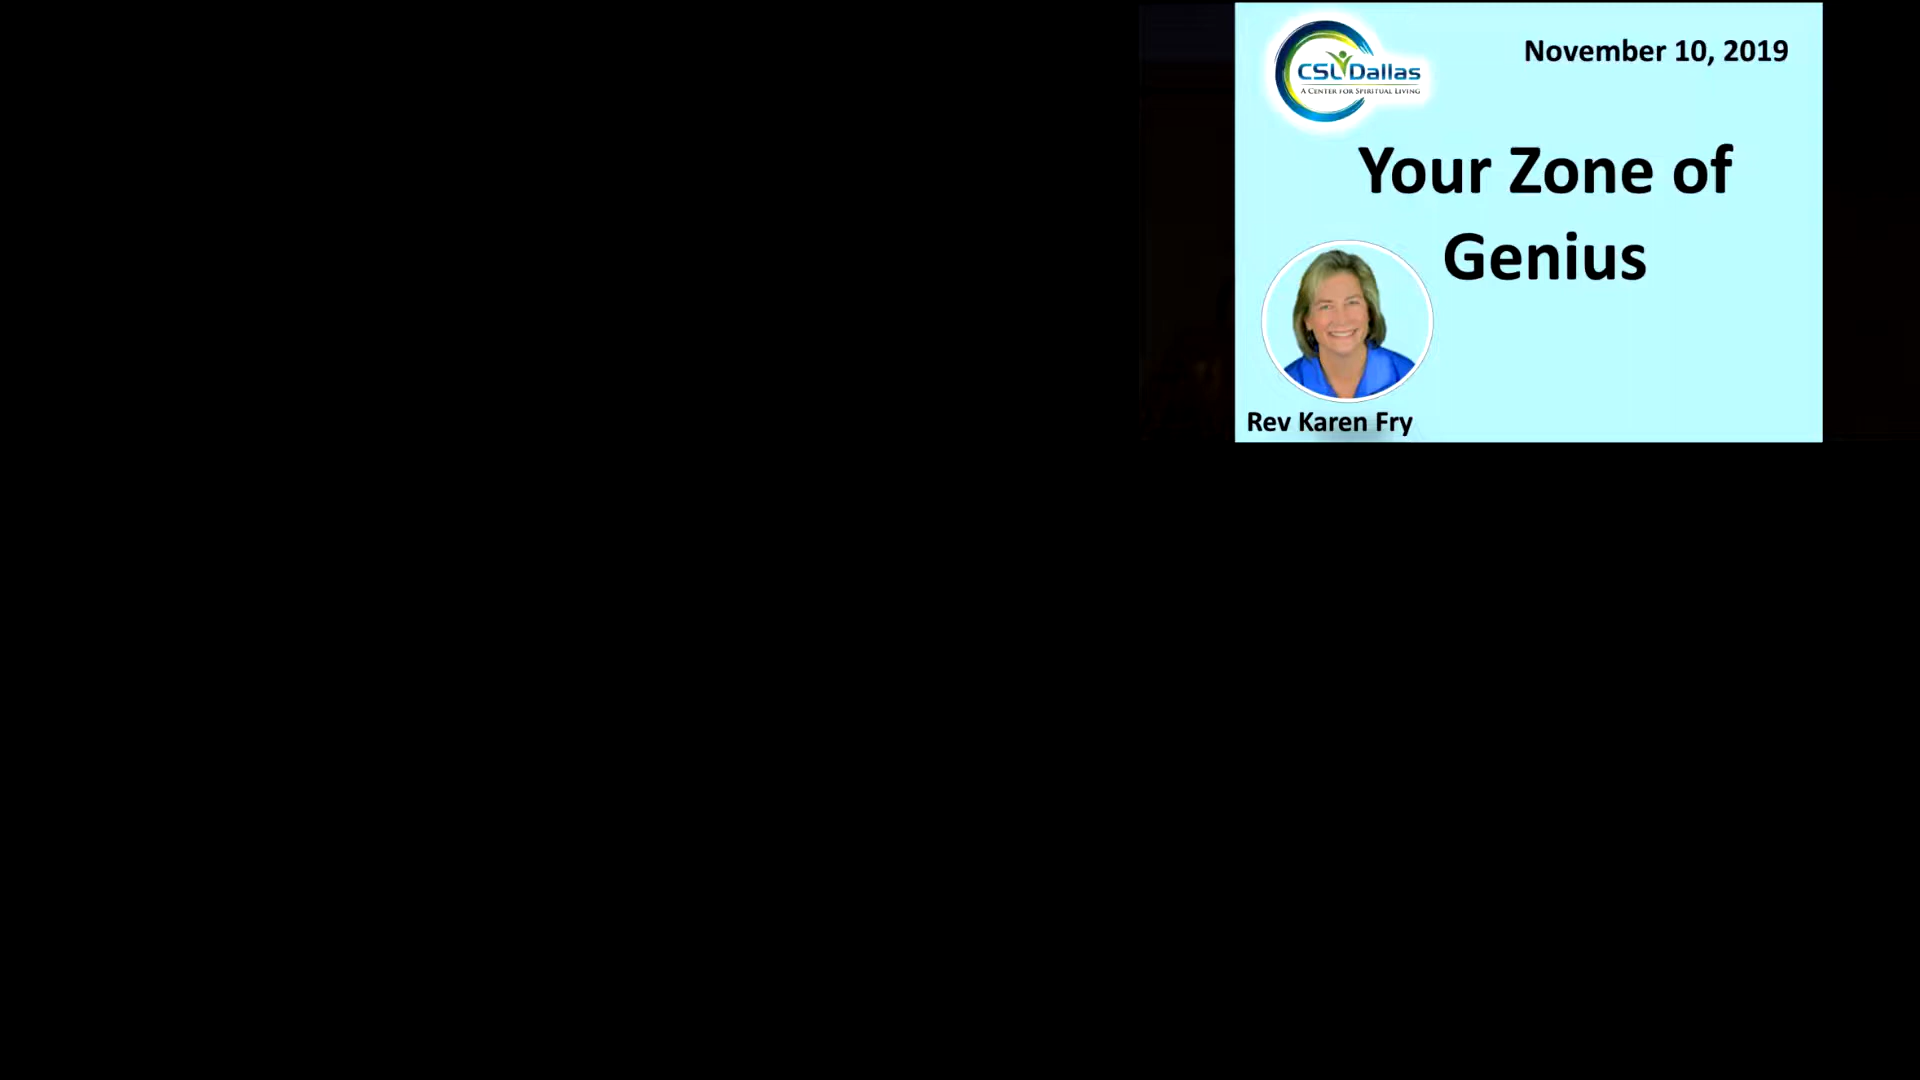 CSL Dallas
A Center for Spiritual Living
November 10, 2019
Your Zone of
Genius
Rev Karen Fry